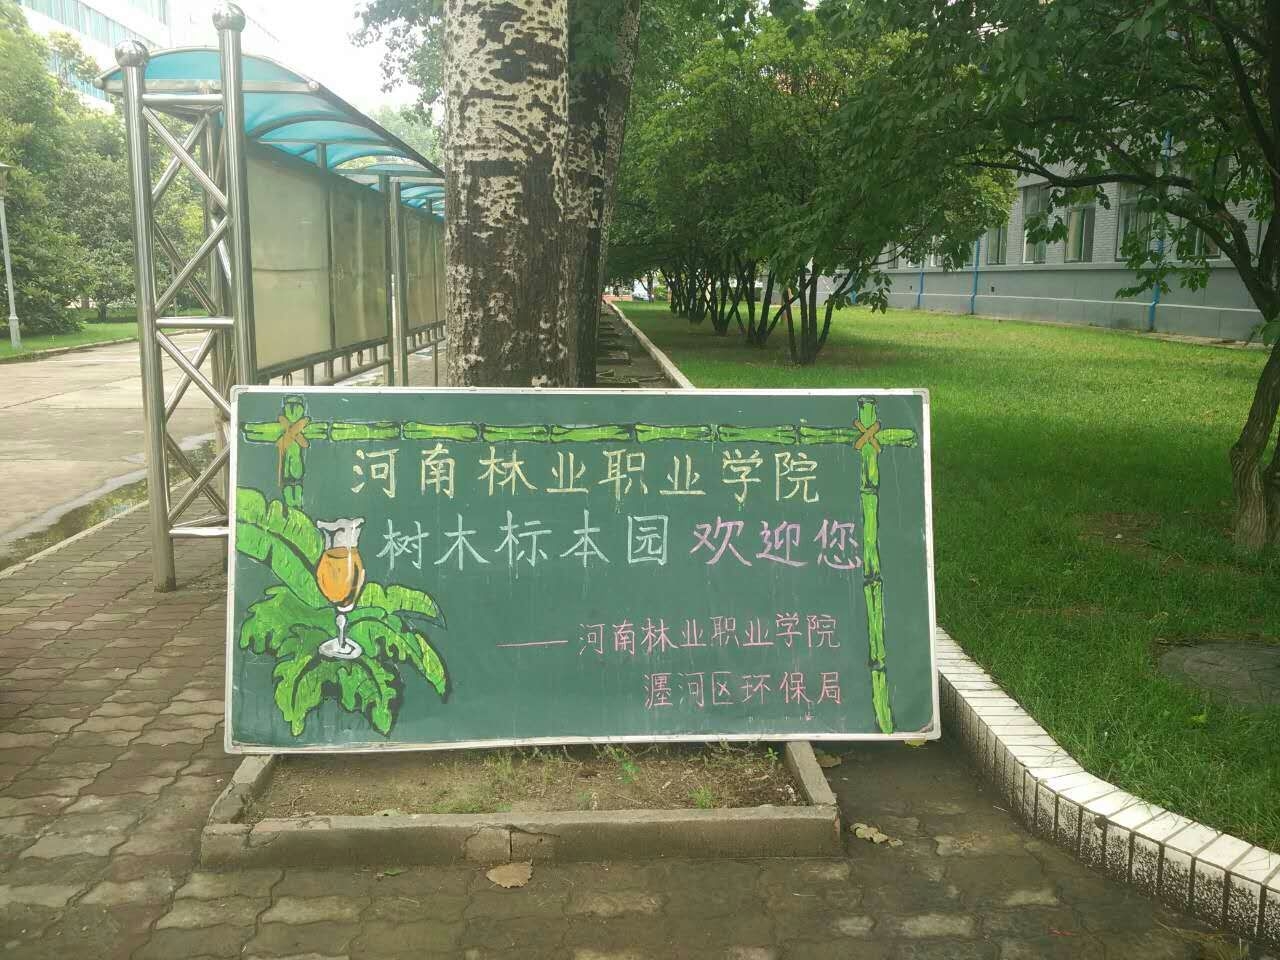 河南林业职业学院
树木标本园 欢迎您
——河南林业职业学院
瀍河区环保局